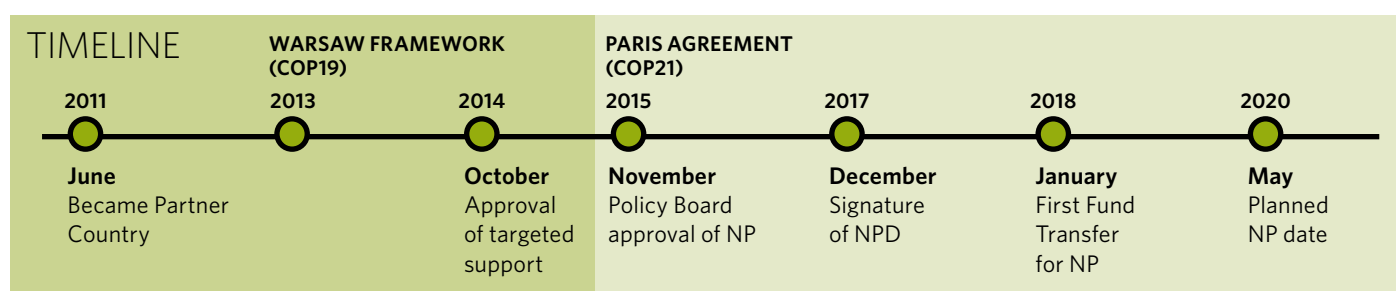 TIMELINE
WARSAW FRAMEWORK
(COP19)
PARIS AGREEMENT
(COP21)
2011
2013
2014
2015
2017
2018
2020
June
Became Partner
Country
October
Approval
of targeted
support
November
Policy Board
approval of NP
December
Signature
of NPD
January
First Fund
Transfer
for NP
May
Planned
NP date